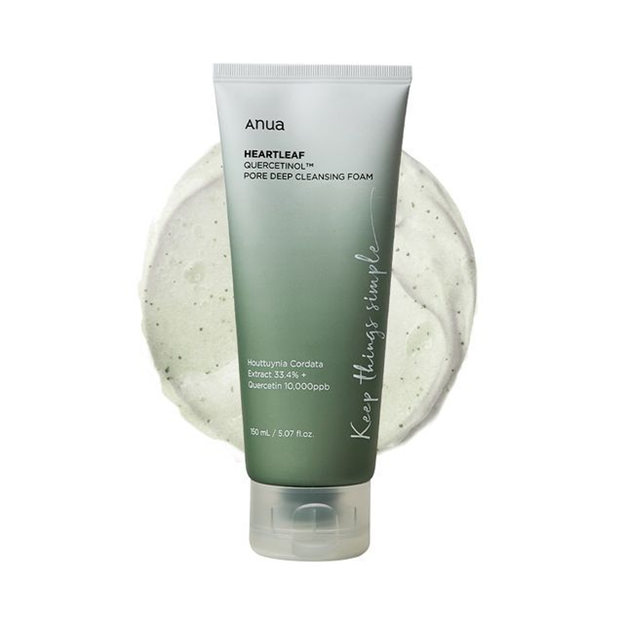 Anua
HEARTLEAF
QUERCETINOL™
PORE DEEP CLEANSING FOAM
Keep things simple
Houttuynia Cordata
Extract 33.4% +
Quercetin 10,000ppb
150 mL / 5.07 fl.oz.